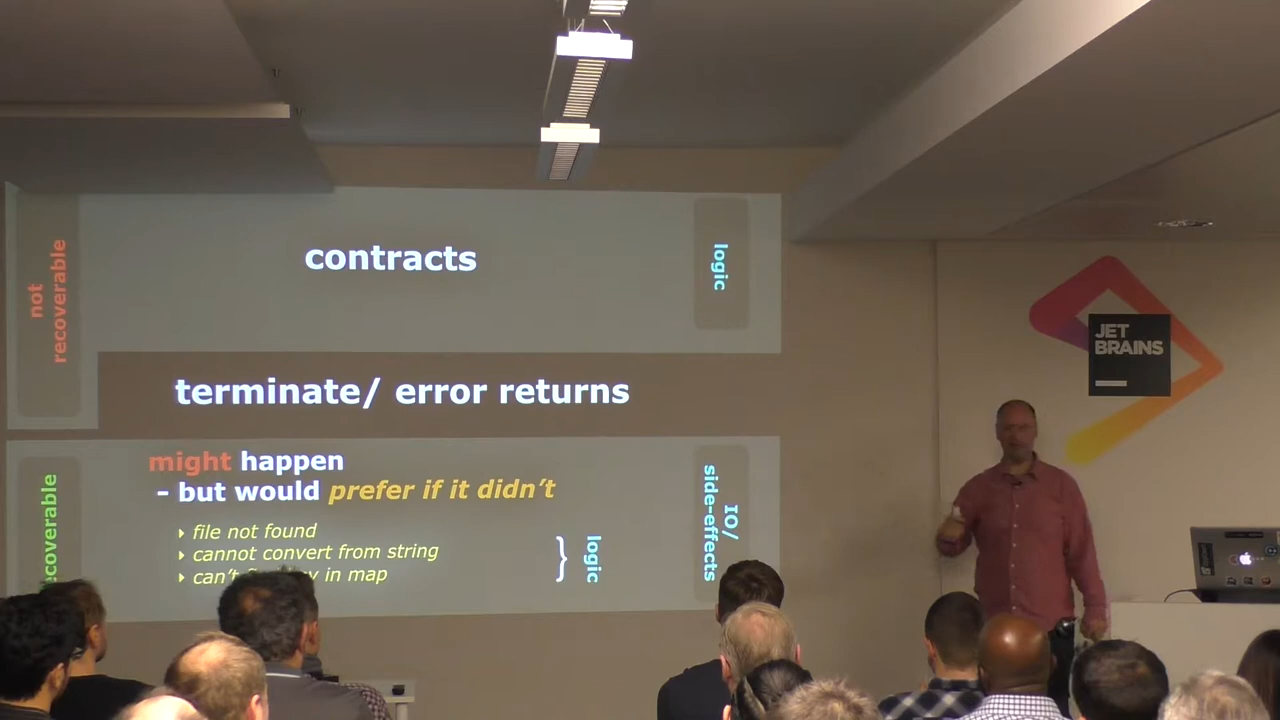 not
recoverable
contracts
logic
terminate/ error returns
might happen
- but would prefer if it didn't
file not found
cannot convert from string
can't in map
logic
IO/
side-effects
JET
BRAINS